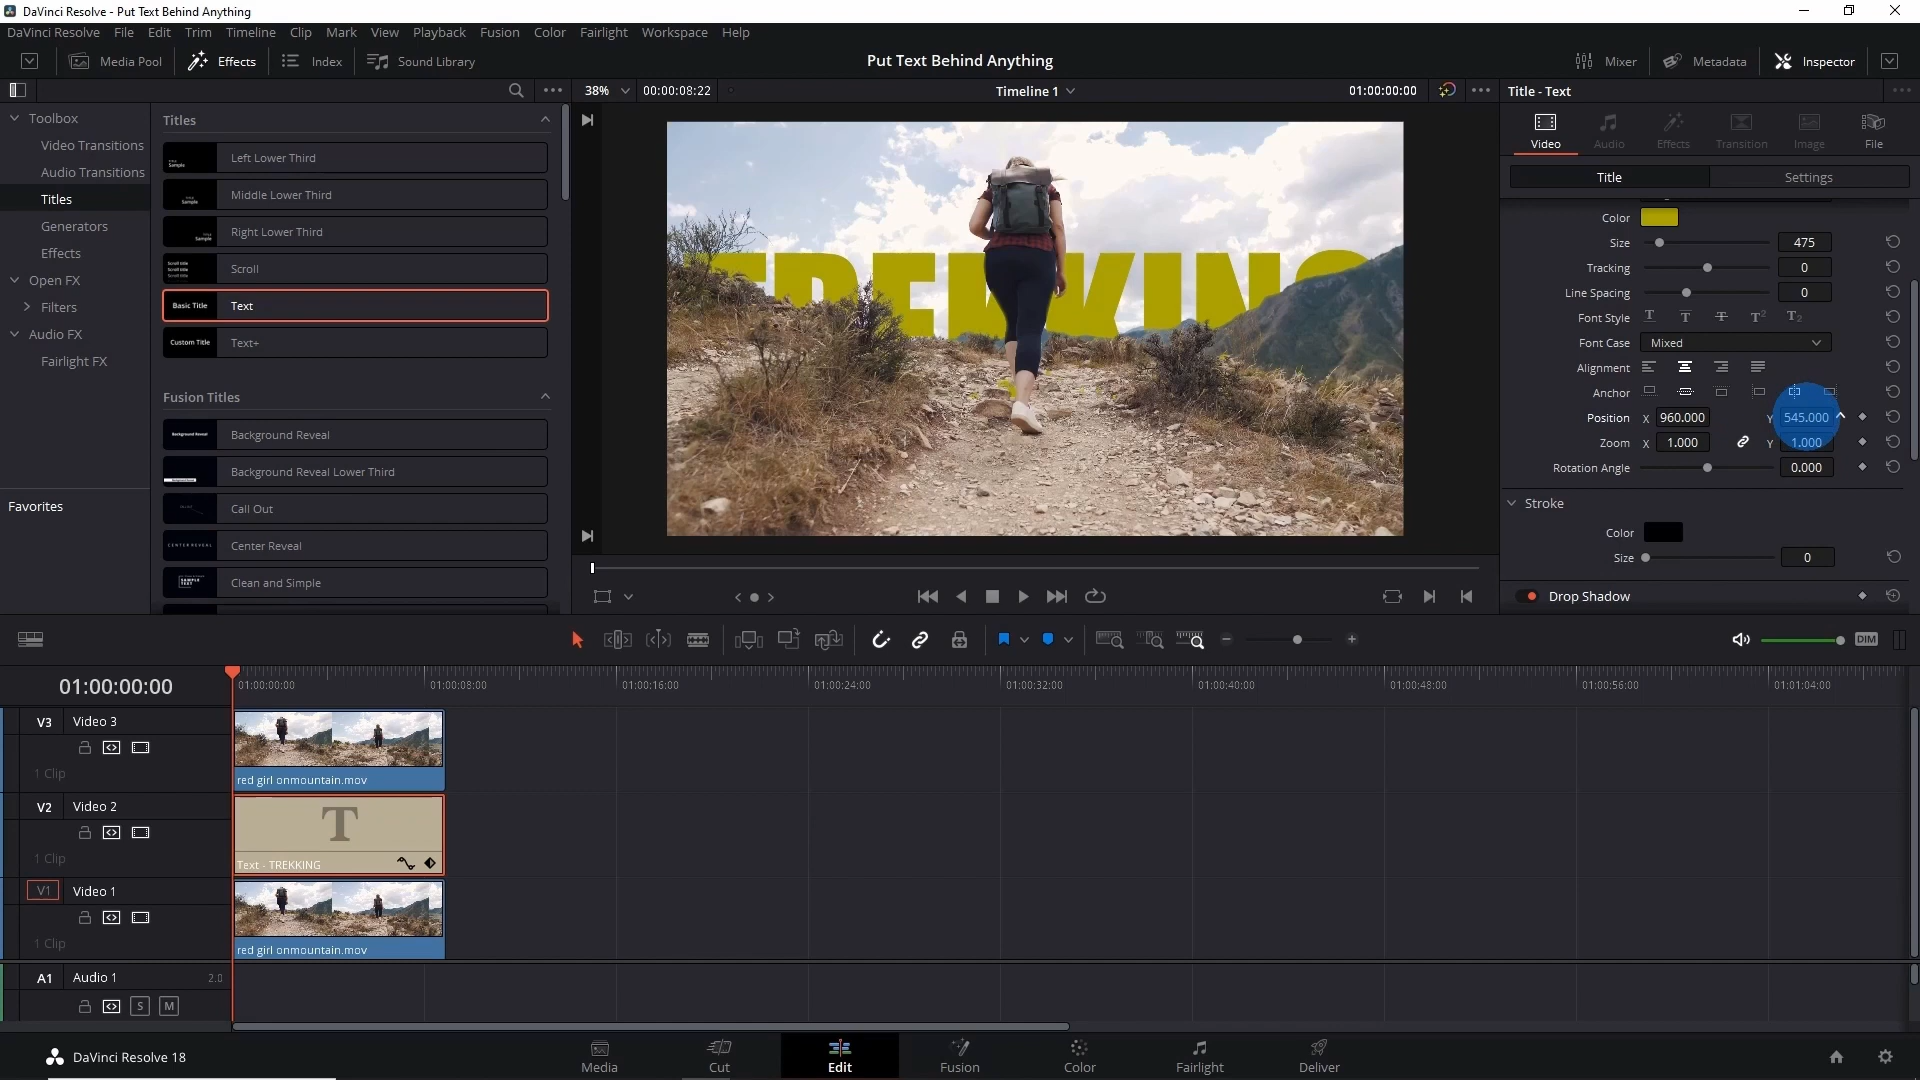 DaVinci Resolve - Put Text Behind Anything
DaVinci Resolve File Edit Trim Timeline Clip Mark View Playback Fusion Color Fairlight Workspace Help
Media Pool Effects Index Sound Library Put Text Behind Anything Mixer Metadata Inspector
38% 00:00:08:22 Timeline 1 01:00:00:00 Title - Text
Toolbox
Video Transitions
Audio Transitions
Titles
Generators
Effects
Open FX
Filters
Audio FX
Fairlight FX
Favorites
Titles
Left Lower Third
Middle Lower Third
Right Lower Third
Scroll
Basic Title Text
Custom Title Text+
Fusion Titles
Background Reveal
Background Reveal Lower Third
Call Out
CENTER REVEAL Center Reveal
Clean and Simple
TREKKING
Video Audio Effects Transition Image File
Title Settings
Color
Size 475
Tracking 0
Line Spacing 0
Font Style T T T T² T₂
Font Case Mixed
Alignment
Anchor
Position X 960.000 Y 545.000
Zoom X 1.000 Y 1.000
Rotation Angle 0.000
Stroke
Color
Size 0
Drop Shadow
DIM
01:00:00:00
01:00:00:00 01:00:08:00 01:00:16:00 01:00:24:00 01:00:32:00 01:00:40:00 01:00:48:00 01:00:56:00 01:01:04:00
V3 Video 3
1 Clip
red girl onmountain.mov
V2 Video 2
1 Clip
T
Text - TREKKING
V1 Video 1
1 Clip
red girl onmountain.mov
A1 Audio 1 2.0
S M
DaVinci Resolve 18
Media Cut Edit Fusion Color Fairlight Deliver